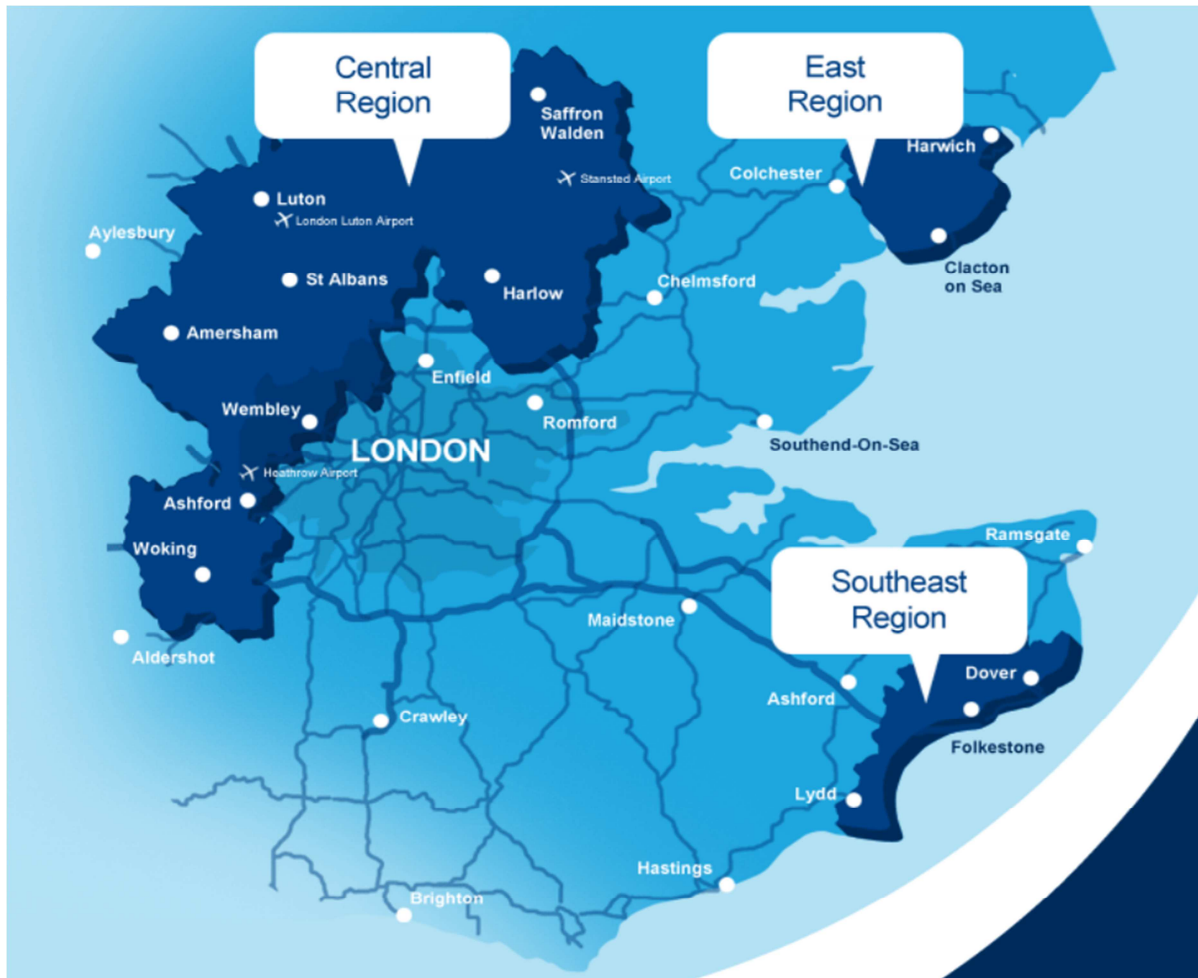 Central
Region
East
Region
Saffron
Walden
Harwich
Stansted Airport
Colchester
Luton
London Luton Airport
Aylesbury
St Albans
Harlow
Clacton
on Sea
Chelmsford
Amersham
Enfield
Wembley
Romford
LONDON
Southend-On-Sea
Heathrow Airport
Ashford
Ramsgate
Woking
Southeast
Region
Maidstone
Aldershot
Dover
Ashford
Crawley
Folkestone
Lydd
Hastings
Brighton